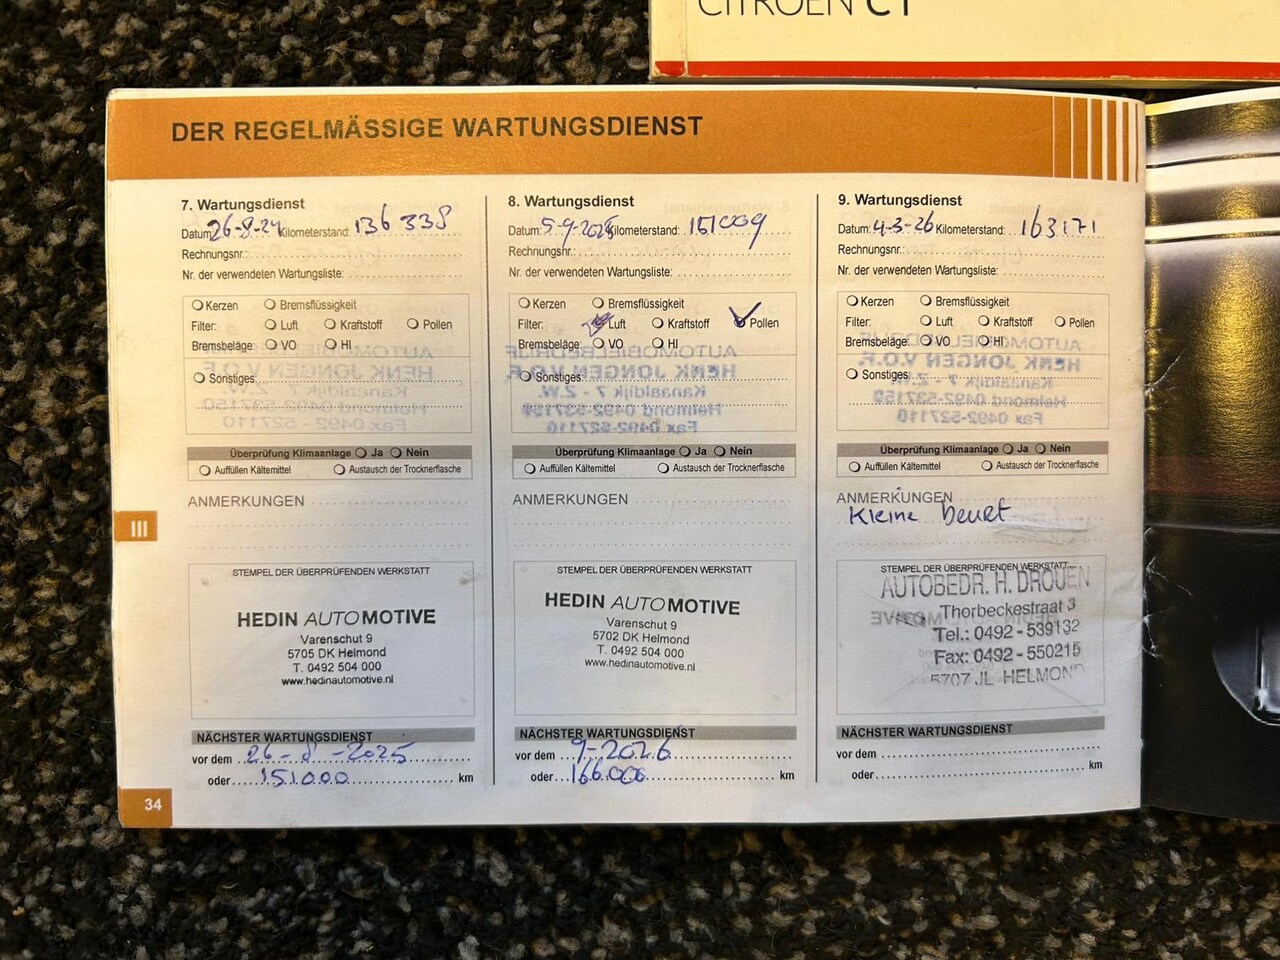 CITROËN C1
DER REGELMÄSSIGE WARTUNGSDIENST
7. Wartungsdienst
Datum: 26-8-24 Kilometerstand: 136 338
Rechnungsnr.:
Nr. der verwendeten Wartungsliste:
Kerzen Bremsflüssigkeit
Filter: Luft Kraftstoff Pollen
Bremsbeläge: VO HI
Sonstiges:
Überprüfung Klimaanlage Ja Nein
Auffüllen Kältemittel Austausch der Trocknerflasche
ANMERKUNGEN
STEMPEL DER ÜBERPRÜFENDEN WERKSTATT
HEDIN AUTOMOTIVE
Varenschut 9
5705 DK Helmond
T. 0492 504 000
www.hedinautomotive.nl
NÄCHSTER WARTUNGSDIENST
vor dem 26-8-2025
oder 151.000 km
8. Wartungsdienst
Datum: 5-9-2025 Kilometerstand: 151009
Rechnungsnr.:
Nr. der verwendeten Wartungsliste:
Kerzen Bremsflüssigkeit
Filter: Luft Kraftstoff Pollen
Bremsbeläge: VO HI
Sonstiges:
Überprüfung Klimaanlage Ja Nein
Auffüllen Kältemittel Austausch der Trocknerflasche
ANMERKUNGEN
STEMPEL DER ÜBERPRÜFENDEN WERKSTATT
HEDIN AUTOMOTIVE
Varenschut 9
5702 DK Helmond
T. 0492 504 000
www.hedinautomotive.nl
NÄCHSTER WARTUNGSDIENST
vor dem 9-2026
oder 166.000 km
9. Wartungsdienst
Datum: 4-3-26 Kilometerstand: 163171
Rechnungsnr.:
Nr. der verwendeten Wartungsliste:
Kerzen Bremsflüssigkeit
Filter: Luft Kraftstoff Pollen
Bremsbeläge: VO HI
Sonstiges:
Überprüfung Klimaanlage Ja Nein
Auffüllen Kältemittel Austausch der Trocknerflasche
ANMERKUNGEN
Kleine beurt
STEMPEL DER ÜBERPRÜFENDEN WERKSTATT
AUTOBEDR. H. DROUEN
Thorbeckestraat 3
Tel.: 0492 - 539132
Fax: 0492 - 550215
5707 JL HELMOND
NÄCHSTER WARTUNGSDIENST
vor dem
oder km
III
34